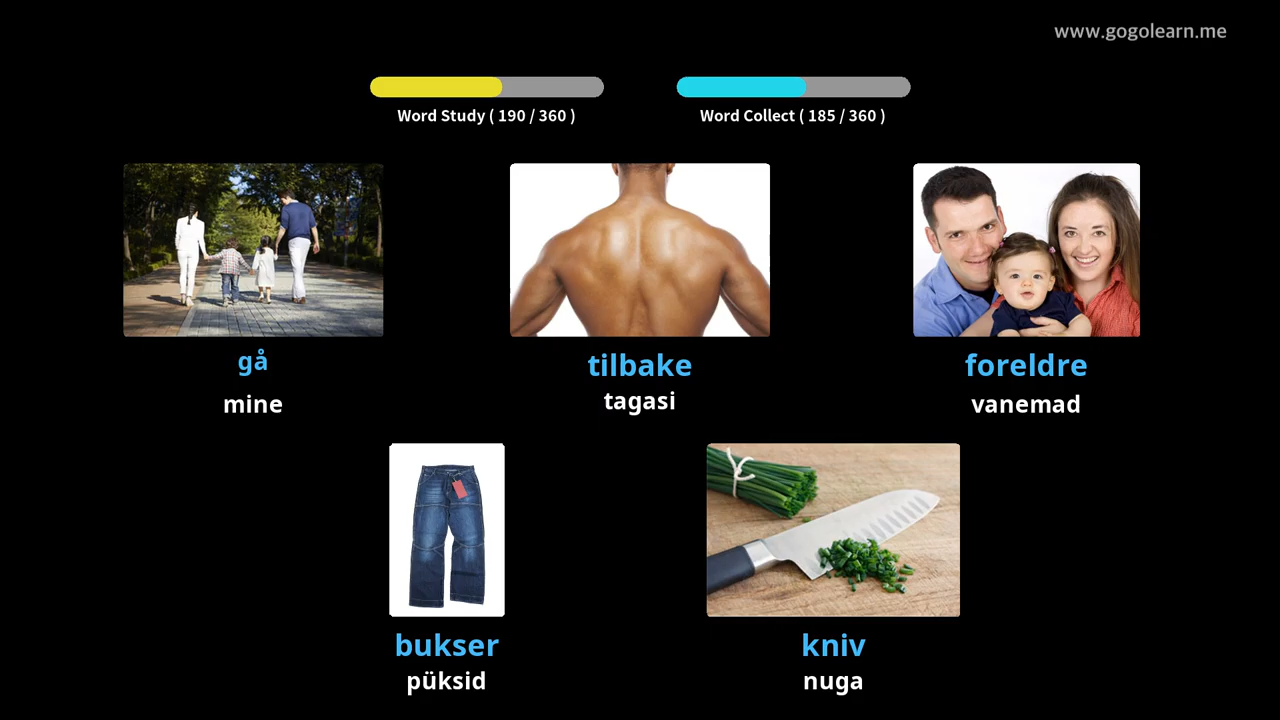 www.gogolearn.me
Word Study ( 190 / 360 )
Word Collect ( 185 / 360 )
gå
mine
tilbake
tagasi
foreldre
vanemad
bukser
püksid
kniv
nuga